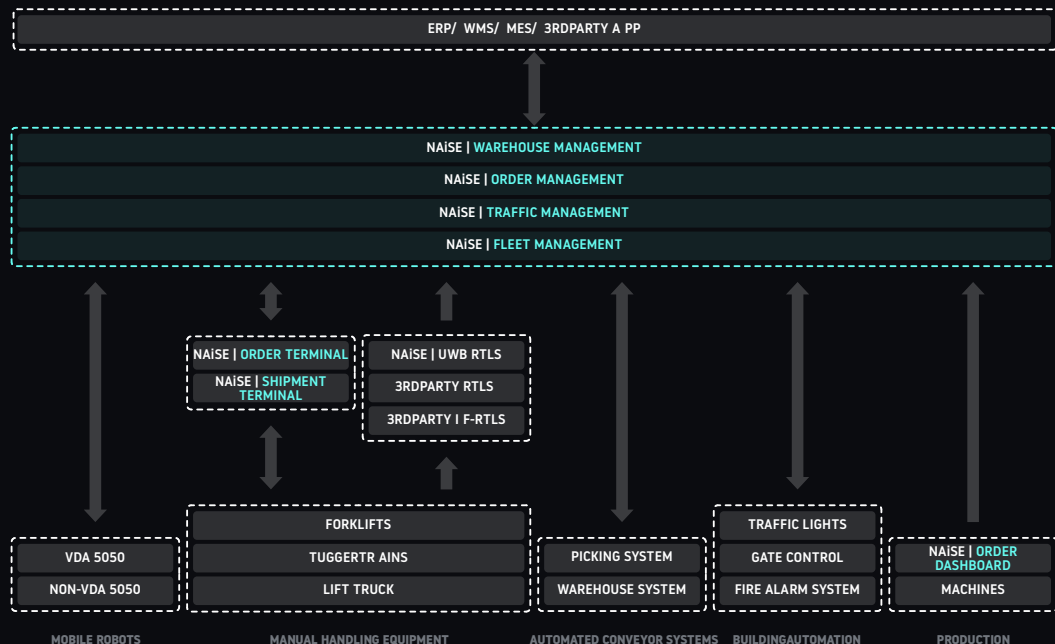 ERP/ WMS/ MES/ 3RDPARTY A PP
NAiSE | WAREHOUSE MANAGEMENT
NAiSE | ORDER MANAGEMENT
NAiSE | TRAFFIC MANAGEMENT
NAiSE | FLEET MANAGEMENT
NAiSE | ORDER TERMINAL
NAiSE | SHIPMENT
TERMINAL
NAiSE | UWB RTLS
3RDPARTY RTLS
3RDPARTY I F-RTLS
VDA 5050
NON-VDA 5050
FORKLIFTS
TUGGERTR AINS
LIFT TRUCK
PICKING SYSTEM
WAREHOUSE SYSTEM
TRAFFIC LIGHTS
GATE CONTROL
FIRE ALARM SYSTEM
NAiSE | ORDER
DASHBOARD
MACHINES
MOBILE ROBOTS
MANUAL HANDLING EQUIPMENT
AUTOMATED CONVEYOR SYSTEMS
BUILDINGAUTOMATION
PRODUCTION